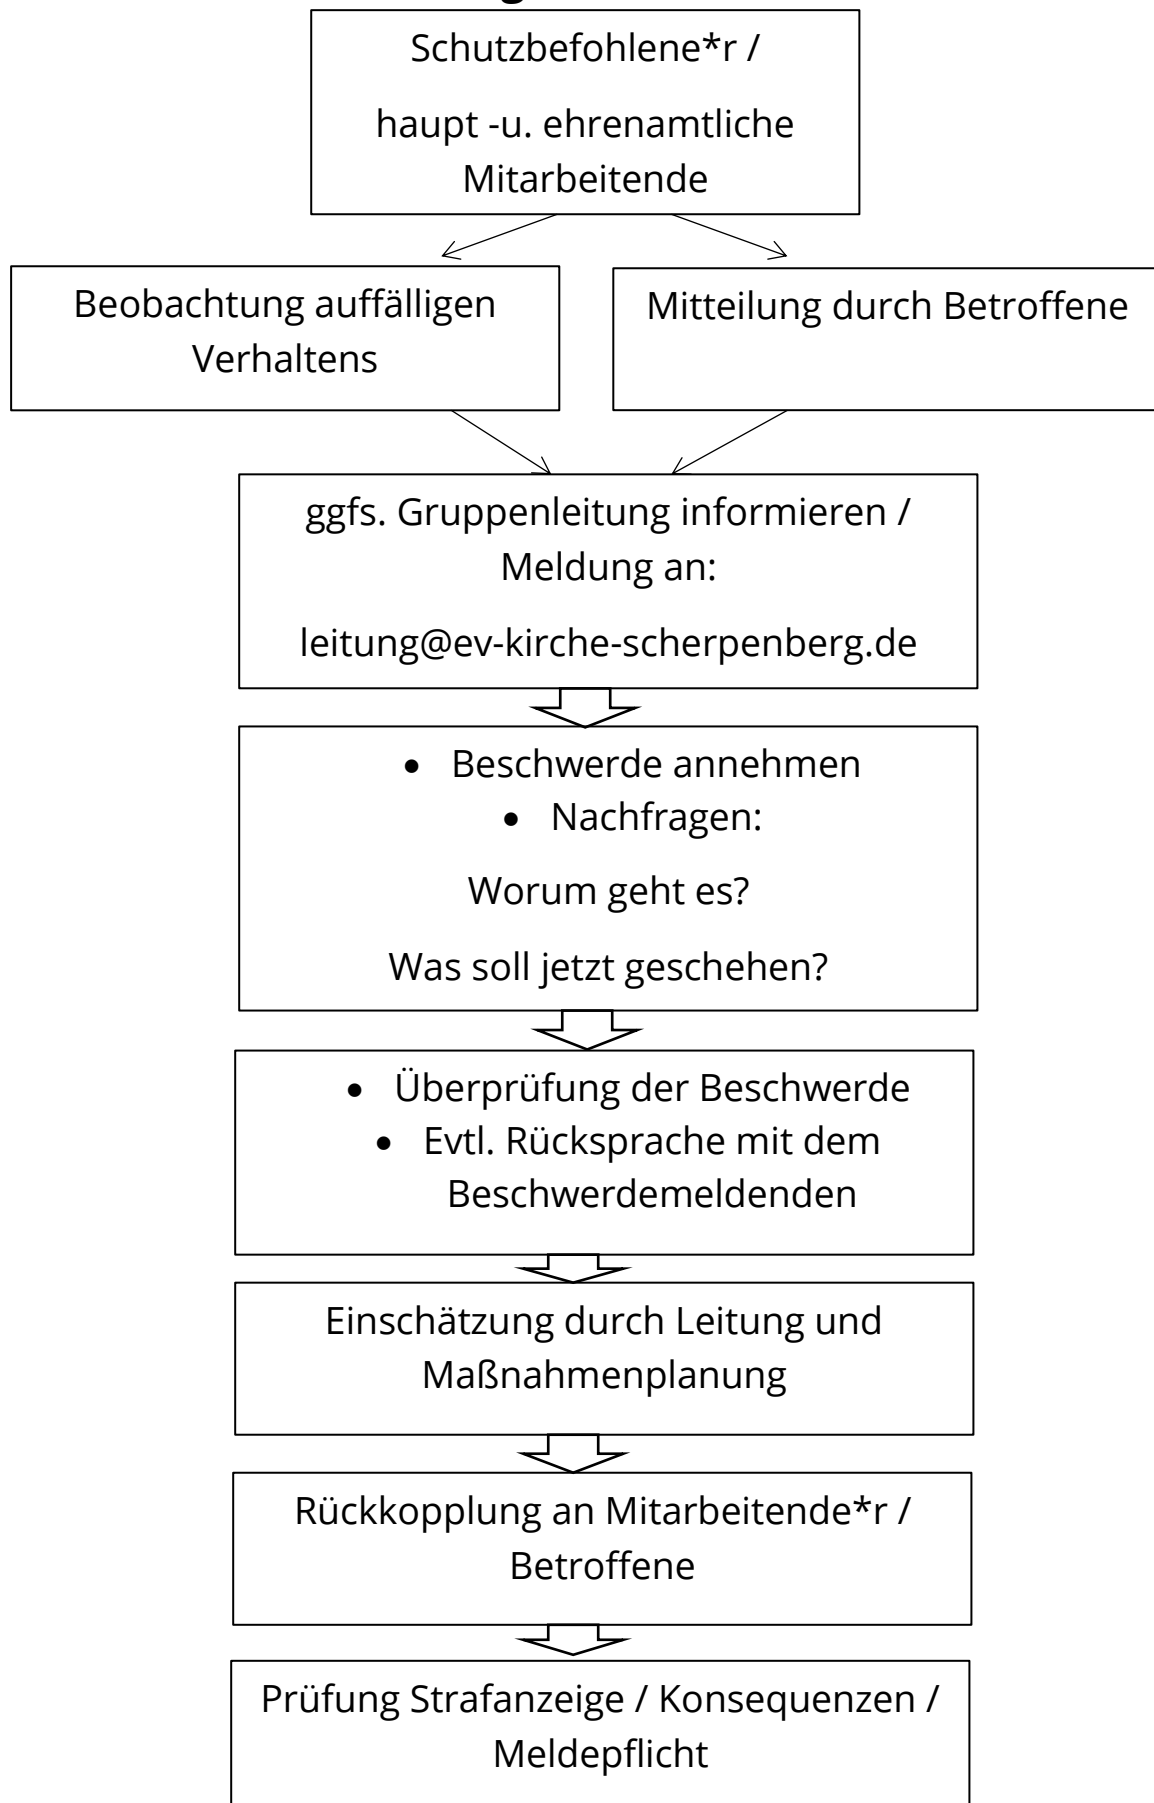 Schutzbefohlene*r /
haupt -u. ehrenamtliche
Mitarbeitende
Beobachtung auffälligen
Verhaltens
Mitteilung durch Betroffene
ggfs. Gruppenleitung informieren /
Meldung an:
leitung@ev-kirche-scherpenberg.de
• Beschwerde annehmen
• Nachfragen:
Worum geht es?
Was soll jetzt geschehen?
• Überprüfung der Beschwerde
• Evtl. Rücksprache mit dem
Beschwerdemeldenden
Einschätzung durch Leitung und
Maßnahmenplanung
Rückkopplung an Mitarbeitende*r /
Betroffene
Prüfung Strafanzeige / Konsequenzen /
Meldepflicht